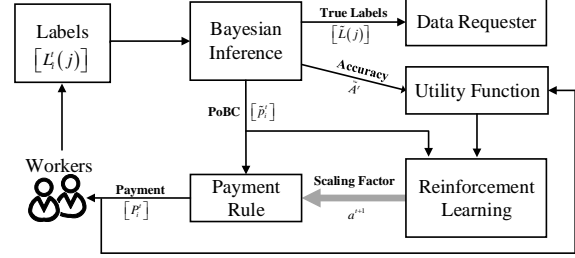 Labels
[L_i^t(j)]
Bayesian
Inference
True Labels
[L̃(j)]
Data Requester
Accuracy
Ã^t
Utility Function
PoBC [p̃_i^t]
Workers
Payment
[P_i^t]
Payment
Rule
Scaling Factor
a^{t+1}
Reinforcement
Learning